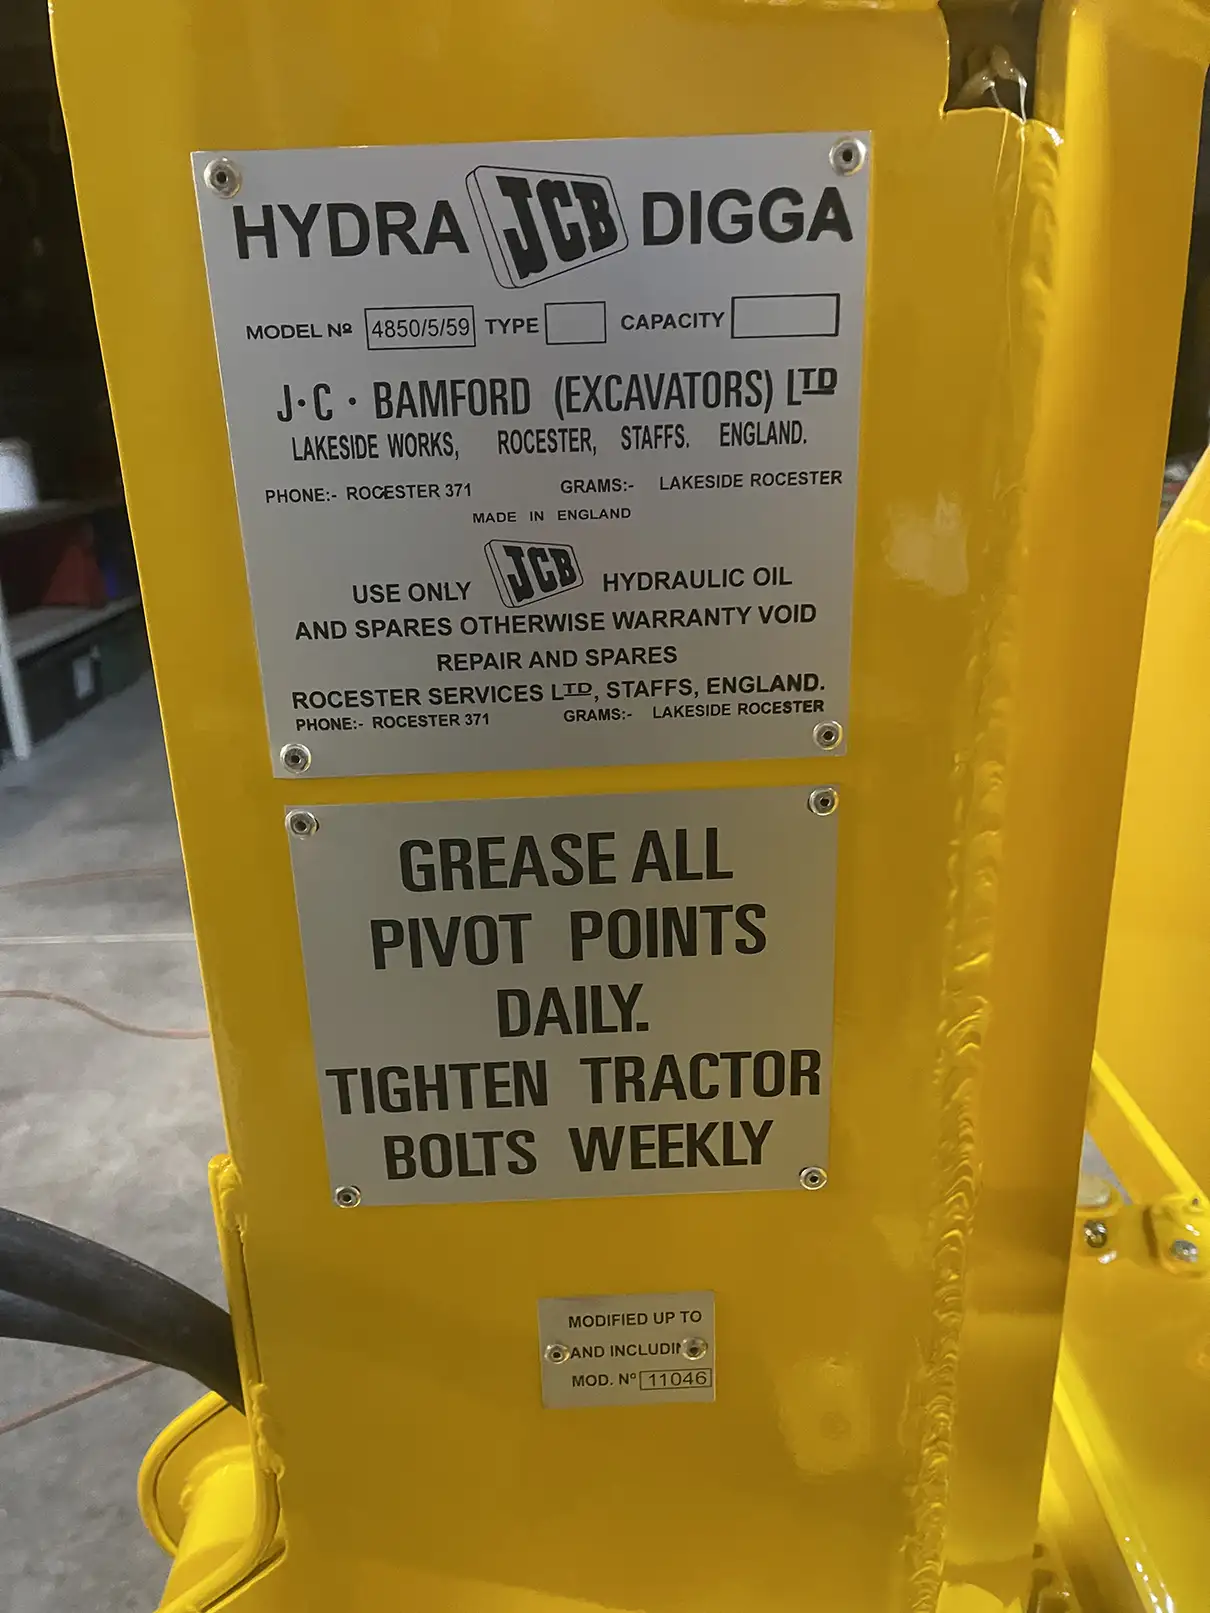 HYDRA JCB DIGGA
MODEL Nº 4850/5/59 TYPE CAPACITY
J·C·BAMFORD (EXCAVATORS) LTD
LAKESIDE WORKS, ROCESTER, STAFFS. ENGLAND.
PHONE:- ROCESTER 371 GRAMS:- LAKESIDE ROCESTER
MADE IN ENGLAND
USE ONLY JCB HYDRAULIC OIL
AND SPARES OTHERWISE WARRANTY VOID
REPAIR AND SPARES
ROCESTER SERVICES LTD, STAFFS, ENGLAND.
PHONE:- ROCESTER 371 GRAMS:- LAKESIDE ROCESTER
GREASE ALL
PIVOT POINTS
DAILY.
TIGHTEN TRACTOR
BOLTS WEEKLY
MODIFIED UP TO
AND INCLUDIN
MOD. Nº 11046